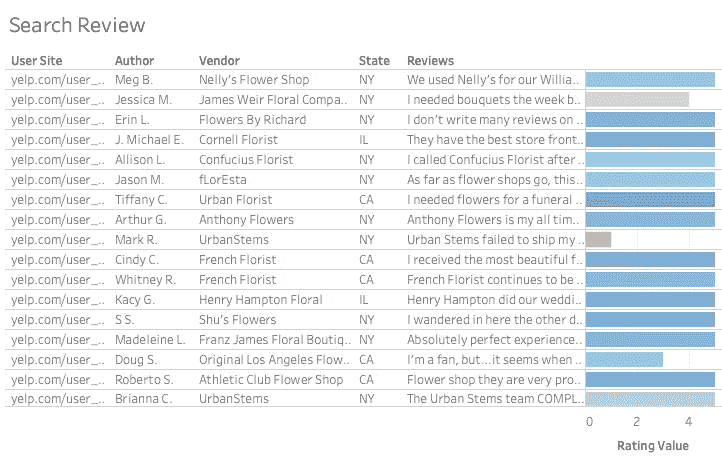 Search Review
User Site Author Vendor State Reviews
yelp.com/user_.. Meg B. Nelly's Flower Shop NY We used Nelly's for our Willia..
yelp.com/user_.. Jessica M. James Weir Floral Compa.. NY I needed bouquets the week b..
yelp.com/user_.. Erin L. Flowers By Richard NY I don't write many reviews on ..
yelp.com/user_.. J. Michael E. Cornell Florist IL They have the best store front..
yelp.com/user_.. Allison L. Confucius Florist NY I called Confucius Florist after ..
yelp.com/user_.. Jason M. fLorEsta NY As far as flower shops go, this..
yelp.com/user_.. Tiffany C. Urban Florist CA I needed flowers for a funeral ..
yelp.com/user_.. Arthur G. Anthony Flowers NY Anthony Flowers is my all tim..
yelp.com/user_.. Mark R. UrbanStems NY Urban Stems failed to ship my ..
yelp.com/user_.. Cindy C. French Florist CA I received the most beautiful f..
yelp.com/user_.. Whitney R. French Florist CA French Florist continues to be ..
yelp.com/user_.. Kacy G. Henry Hampton Floral IL Henry Hampton did our weddi..
yelp.com/user_.. S S. Shu's Flowers NY I wandered in here the other d..
yelp.com/user_.. Madeleine L. Franz James Floral Boutiq.. NY Absolutely perfect experience..
yelp.com/user_.. Doug S. Original Los Angeles Flow.. CA I'm a fan, but...it seems when ..
yelp.com/user_.. Roberto S. Athletic Club Flower Shop CA Flower shop they are very pro..
yelp.com/user_.. Brianna C. UrbanStems NY The Urban Stems team COMPL..
0 2 4
Rating Value